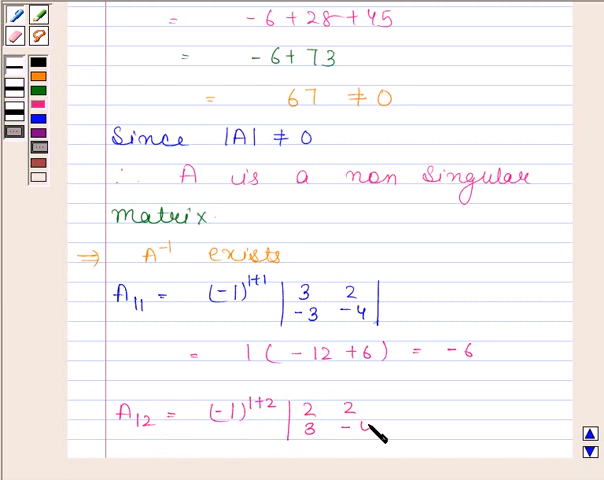 = -6+28+45
= -6+73
= 67 ≠ 0
Since |A| ≠ 0
∴ A is a non singular
matrix.
⇒ A⁻¹ exists
A₁₁ = (-1)¹⁺¹ | 3 2 |
| -3 -4 |
= 1(-12+6) = -6
A₁₂ = (-1)¹⁺² | 2 2
| 3 -4